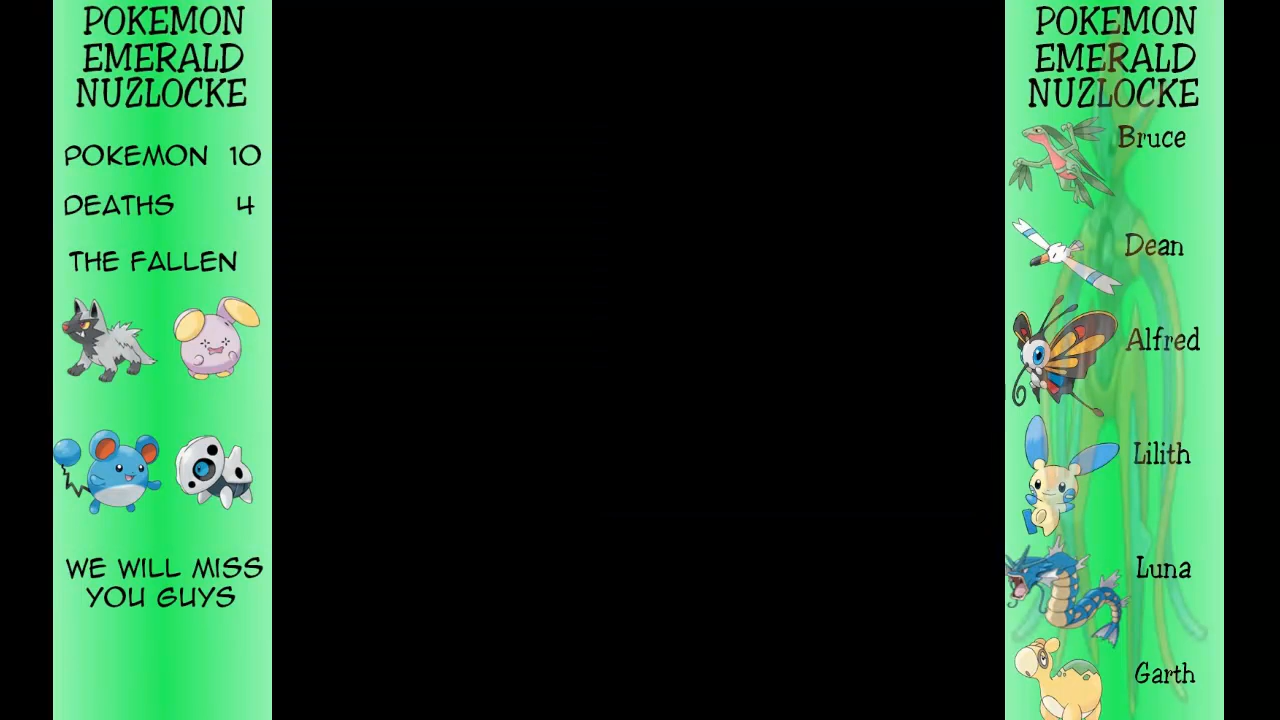 POKEMON
EMERALD
NUZLOCKE
POKEMON 10
DEATHS 4
THE FALLEN
WE WILL MISS
YOU GUYS
POKEMON
EMERALD
NUZLOCKE
Bruce
Dean
Alfred
Lilith
Luna
Garth